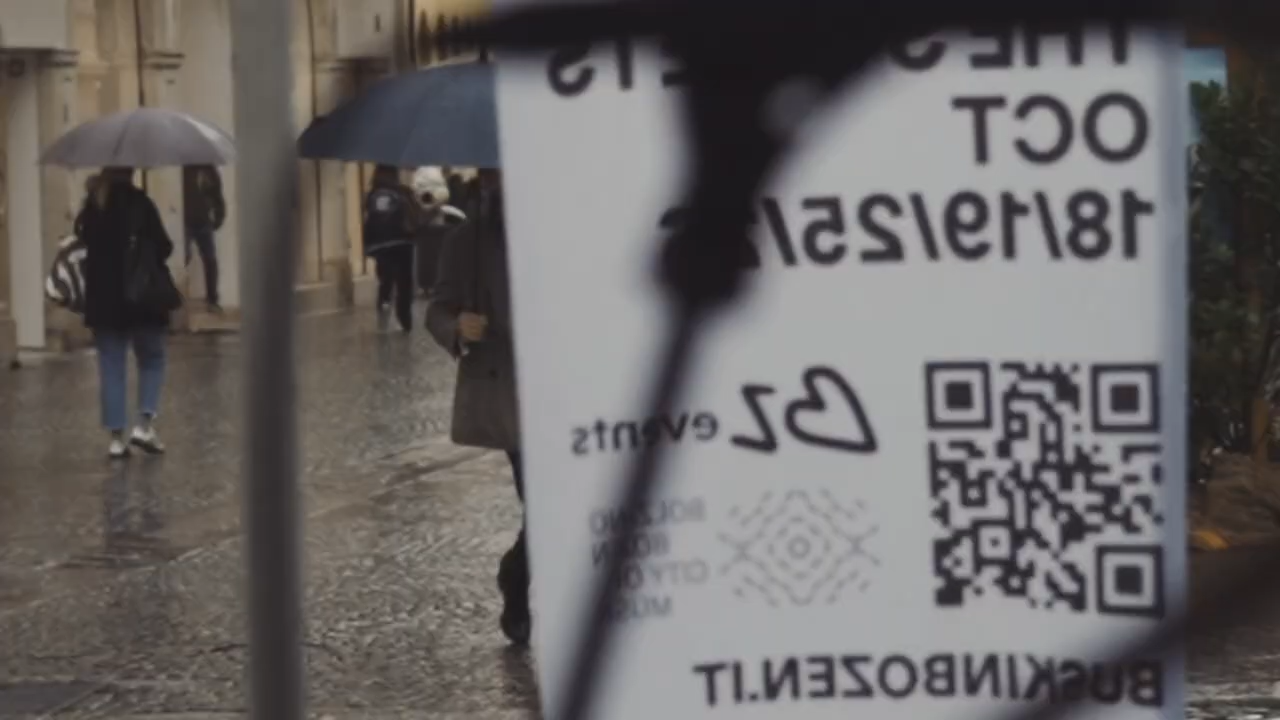 OCT
18/19/25/
BZ events
BOLZANO
BOZEN
CITY OF
BUSKINBOZEN.IT